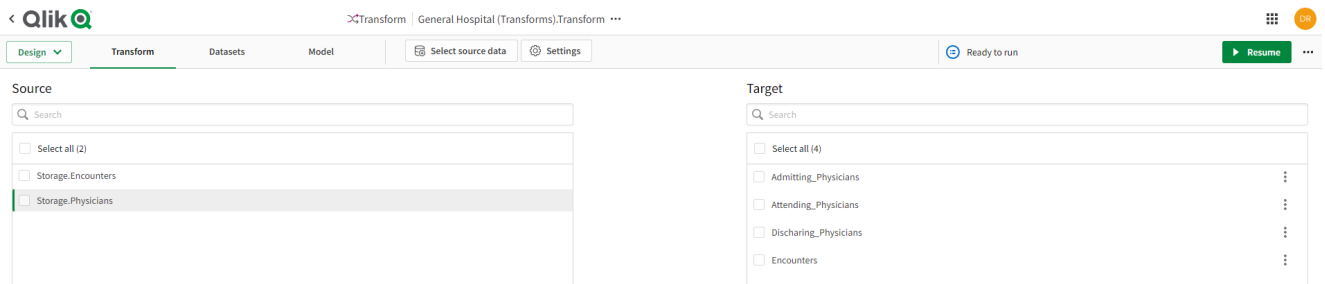 Qlik Q
Transform General Hospital (Transforms).Transform
DR
Design Transform Datasets Model Select source data Settings Ready to run Resume
Source
Search
Select all (2)
Storage.Encounters
Storage.Physicians
Target
Search
Select all (4)
Admitting_Physicians
Attending_Physicians
Discharing_Physicians
Encounters